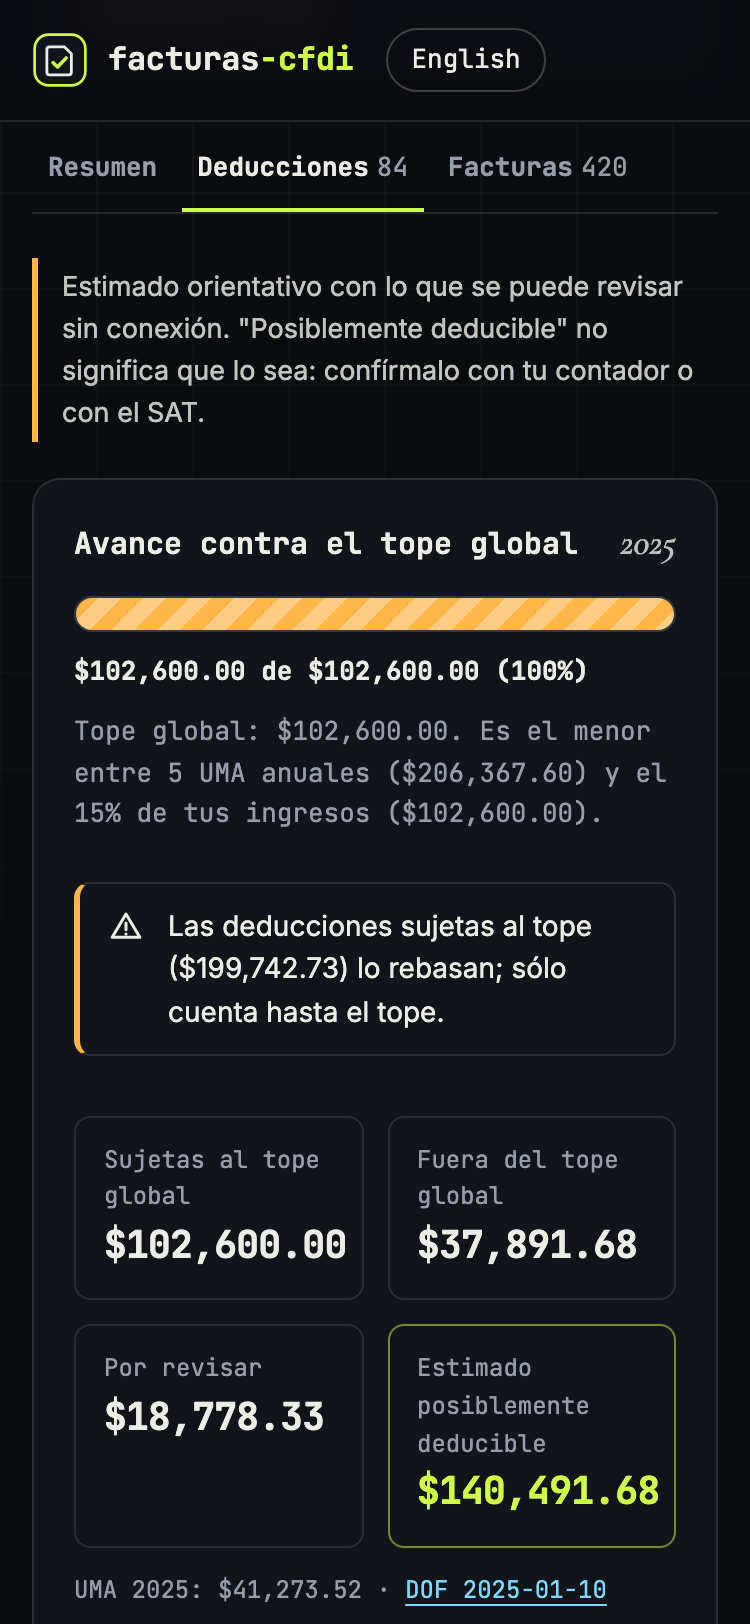 facturas-cfdi English
Resumen Deducciones 84 Facturas 420
Estimado orientativo con lo que se puede revisar
sin conexión. "Posiblemente deducible" no
significa que lo sea: confírmalo con tu contador o
con el SAT.
Avance contra el tope global 2025
$102,600.00 de $102,600.00 (100%)
Tope global: $102,600.00. Es el menor
entre 5 UMA anuales ($206,367.60) y el
15% de tus ingresos ($102,600.00).
Las deducciones sujetas al tope
($199,742.73) lo rebasan; sólo
cuenta hasta el tope.
Sujetas al tope
global
$102,600.00
Fuera del tope
global
$37,891.68
Por revisar
$18,778.33
Estimado
posiblemente
deducible
$140,491.68
UMA 2025: $41,273.52 · DOF 2025-01-10